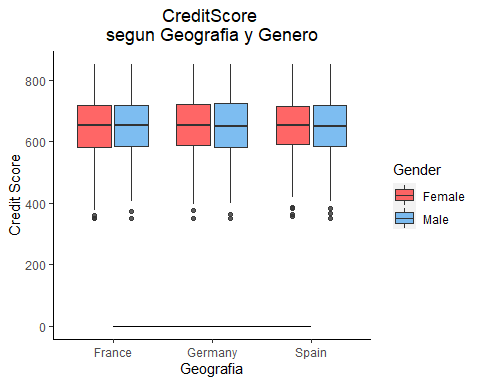 CreditScore
segun Geografia y Genero
Credit Score
800
600
400
200
0
France
Germany
Spain
Geografia
Gender
Female
Male